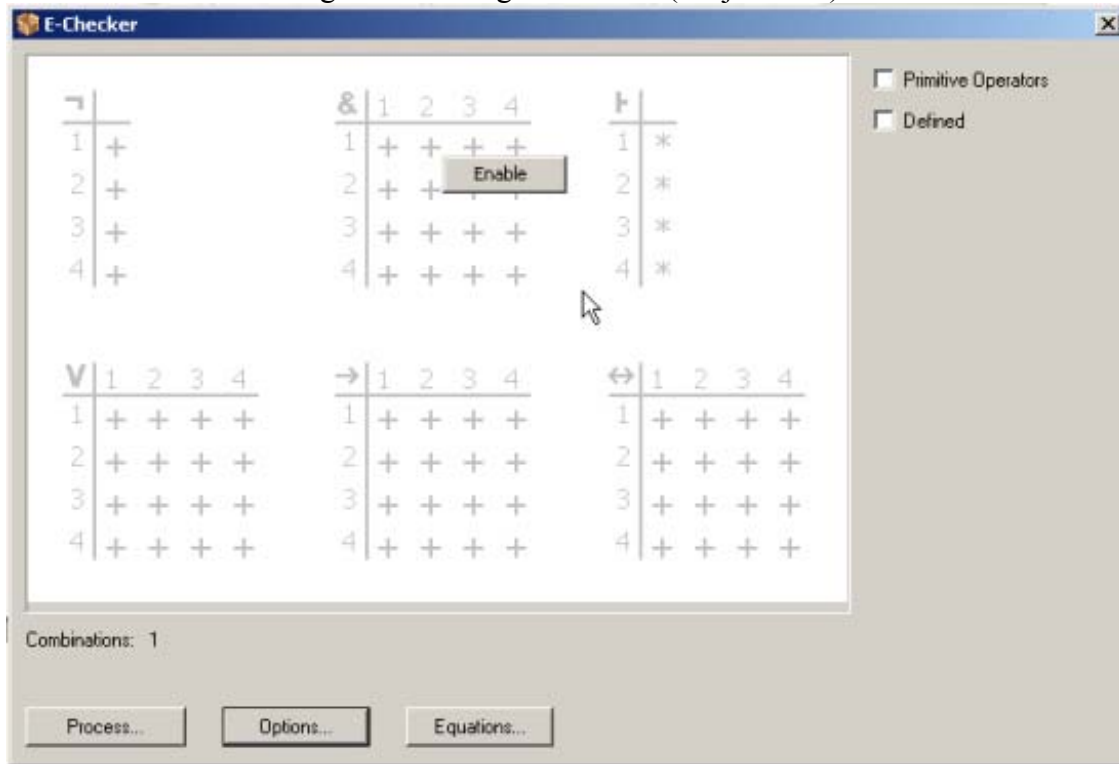 E-Checker
¬
1 +
2 +
3 +
4 +
& 1 2 3 4
1 + + + +
2 + +
3 + + + +
4 + + + +
Enable
⊦
1 *
2 *
3 *
4 *
Primitive Operators
Defined
V 1 2 3 4
1 + + + +
2 + + + +
3 + + + +
4 + + + +
→ 1 2 3 4
1 + + + +
2 + + + +
3 + + + +
4 + + + +
↔ 1 2 3 4
1 + + + +
2 + + + +
3 + + + +
4 + + + +
Combinations: 1
Process...
Options...
Equations...